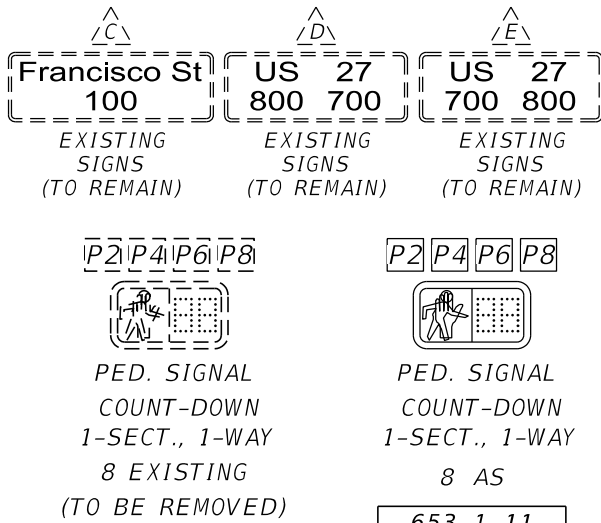 C D E
Francisco St US 27 US 27
100 800 700 700 800
EXISTING EXISTING EXISTING
SIGNS SIGNS SIGNS
(TO REMAIN) (TO REMAIN) (TO REMAIN)
P2 P4 P6 P8 P2 P4 P6 P8
PED. SIGNAL PED. SIGNAL
COUNT-DOWN COUNT-DOWN
1-SECT., 1-WAY 1-SECT., 1-WAY
8 EXISTING 8 AS
(TO BE REMOVED) 653 1 11